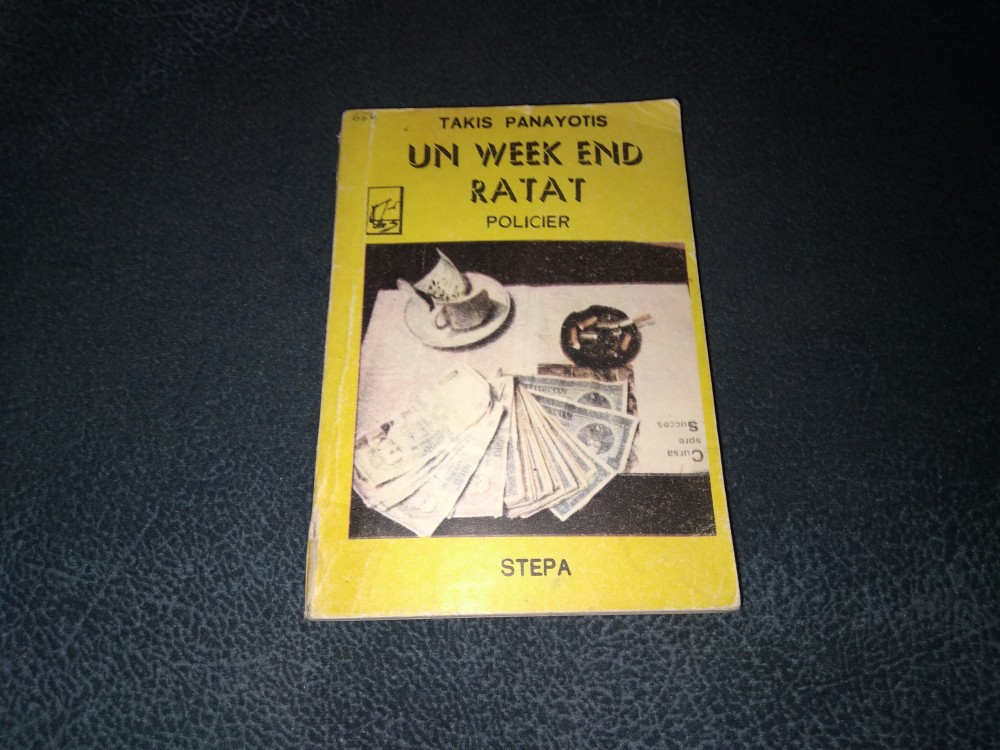 TAKIS PANAYOTIS
UN WEEK END
RATAT
POLICIER
Cursa
spre
Succes
STEPA